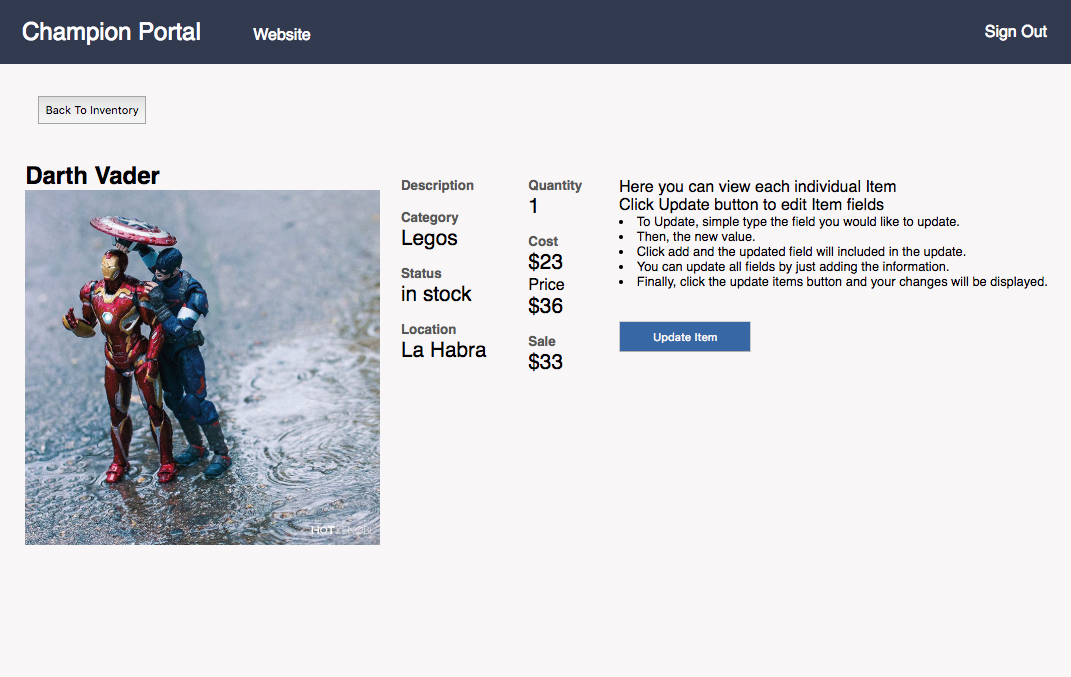 Champion Portal
Website
Sign Out
Back To Inventory
Darth Vader
Description
Category
Legos
Status
in stock
Location
La Habra
Quantity
1
Cost
$23
Price
$36
Sale
$33
Here you can view each individual Item
Click Update button to edit Item fields
• To Update, simple type the field you would like to update.
• Then, the new value.
• Click add and the updated field will included in the update.
• You can update all fields by just adding the information.
• Finally, click the update items button and your changes will be displayed.
Update Item
HOT